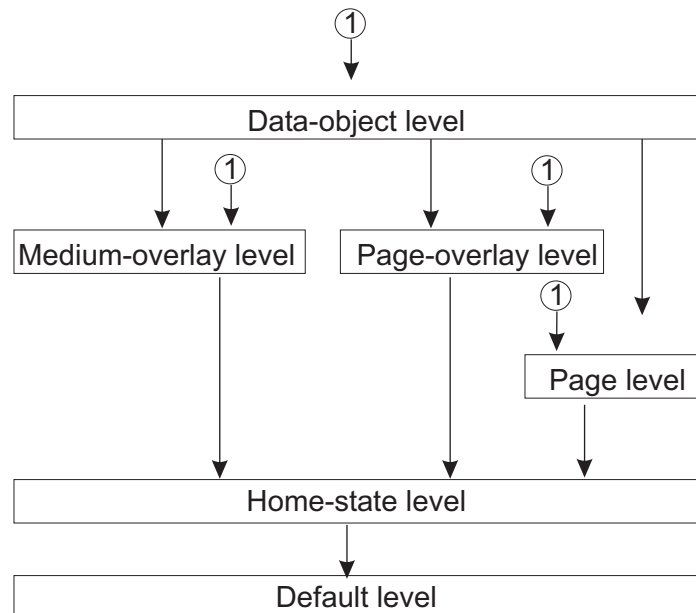 1
Data-object level
1
1
Medium-overlay level
Page-overlay level
1
Page level
Home-state level
Default level